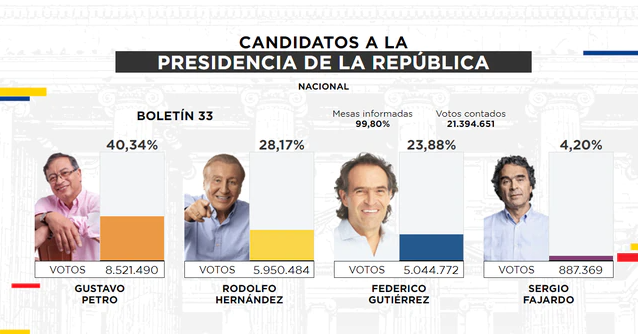 CANDIDATOS A LA
PRESIDENCIA DE LA REPÚBLICA
NACIONAL
BOLETÍN 33
Mesas informadas
99,80%
Votos contados
21.394.651
40,34%
VOTOS 8.521.490
GUSTAVO
PETRO
28,17%
VOTOS 5.950.484
RODOLFO
HERNÁNDEZ
23,88%
VOTOS 5.044.772
FEDERICO
GUTIÉRREZ
4,20%
VOTOS 887.369
SERGIO
FAJARDO